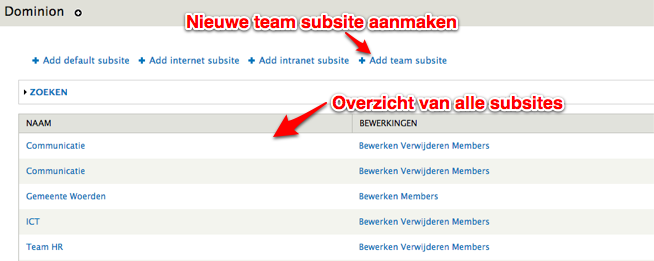 Dominion
Nieuwe team subsite aanmaken
+ Add default subsite + Add internet subsite + Add intranet subsite + Add team subsite
ZOEKEN
Overzicht van alle subsites
NAAM BEWERKINGEN
Communicatie Bewerken Verwijderen Members
Communicatie Bewerken Verwijderen Members
Gemeente Woerden Bewerken Members
ICT Bewerken Verwijderen Members
Team HR Bewerken Verwijderen Members